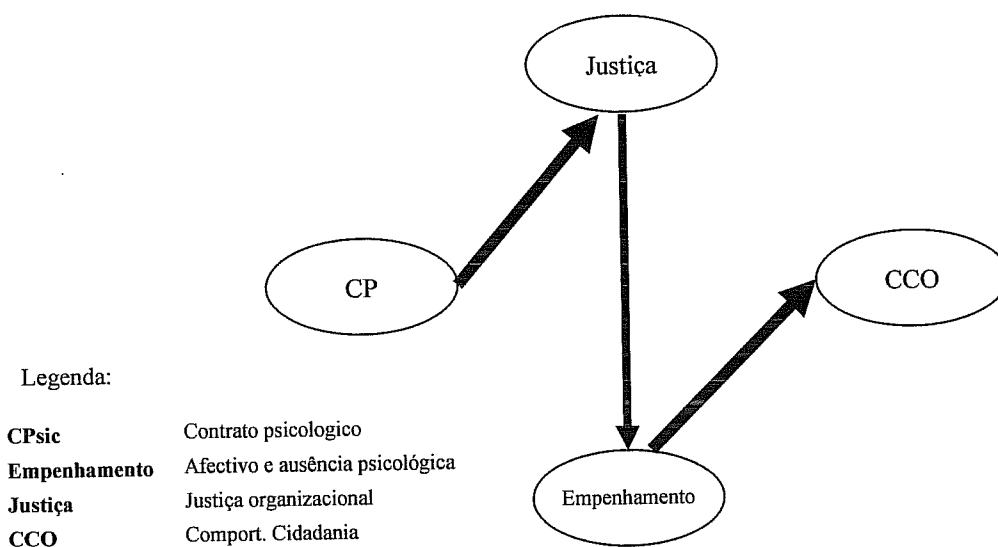 Justiça
CP
CCO
Legenda:
CPsic Contrato psicologico
Empenhamento Afectivo e ausência psicológica
Justiça Justiça organizacional
CCO Comport. Cidadania
Empenhamento